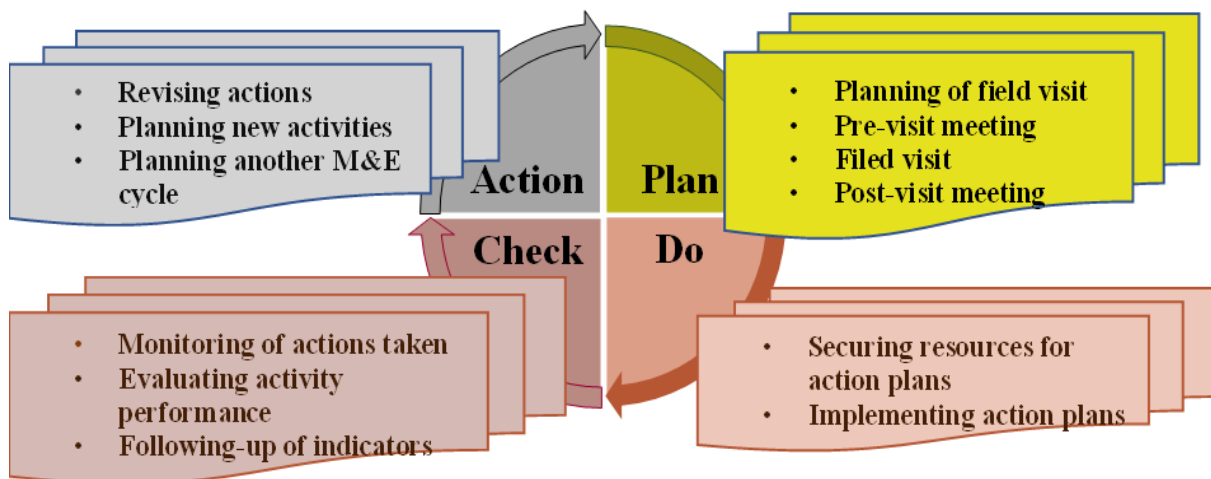 • Revising actions
• Planning new activities
• Planning another M&E
cycle
Action
Plan
• Planning of field visit
• Pre-visit meeting
• Filed visit
• Post-visit meeting
Check
Do
• Monitoring of actions taken
• Evaluating activity
performance
• Following-up of indicators
• Securing resources for
action plans
• Implementing action plans